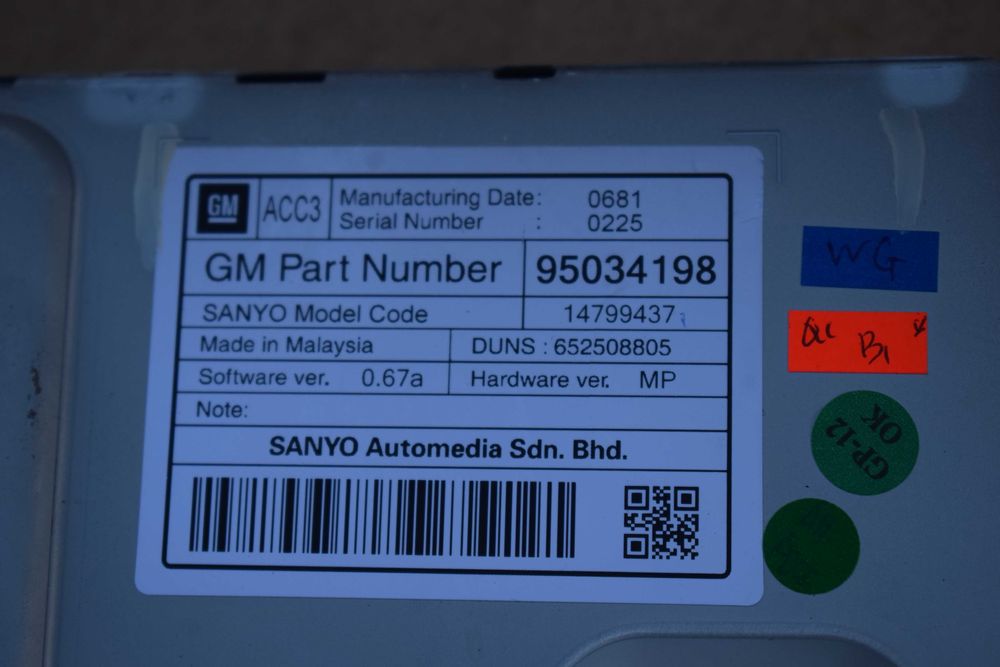 GM ACC3 Manufacturing Date: 0681
Serial Number : 0225
GM Part Number 95034198
SANYO Model Code 14799437
Made in Malaysia DUNS : 652508805
Software ver. 0.67a Hardware ver. MP
Note:
SANYO Automedia Sdn. Bhd.
WG
B1
GP-12
OK